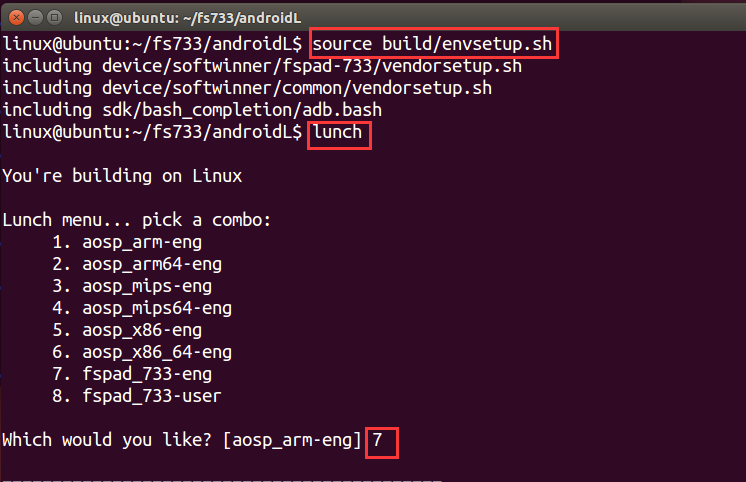 linux@ubuntu: ~/fs733/androidL
linux@ubuntu:~/fs733/androidL$ source build/envsetup.sh
including device/softwinner/fspad-733/vendorsetup.sh
including device/softwinner/common/vendorsetup.sh
including sdk/bash_completion/adb.bash
linux@ubuntu:~/fs733/androidL$ lunch
You're building on Linux
Lunch menu... pick a combo:
1. aosp_arm-eng
2. aosp_arm64-eng
3. aosp_mips-eng
4. aosp_mips64-eng
5. aosp_x86-eng
6. aosp_x86_64-eng
7. fspad_733-eng
8. fspad_733-user
Which would you like? [aosp_arm-eng] 7
============================================